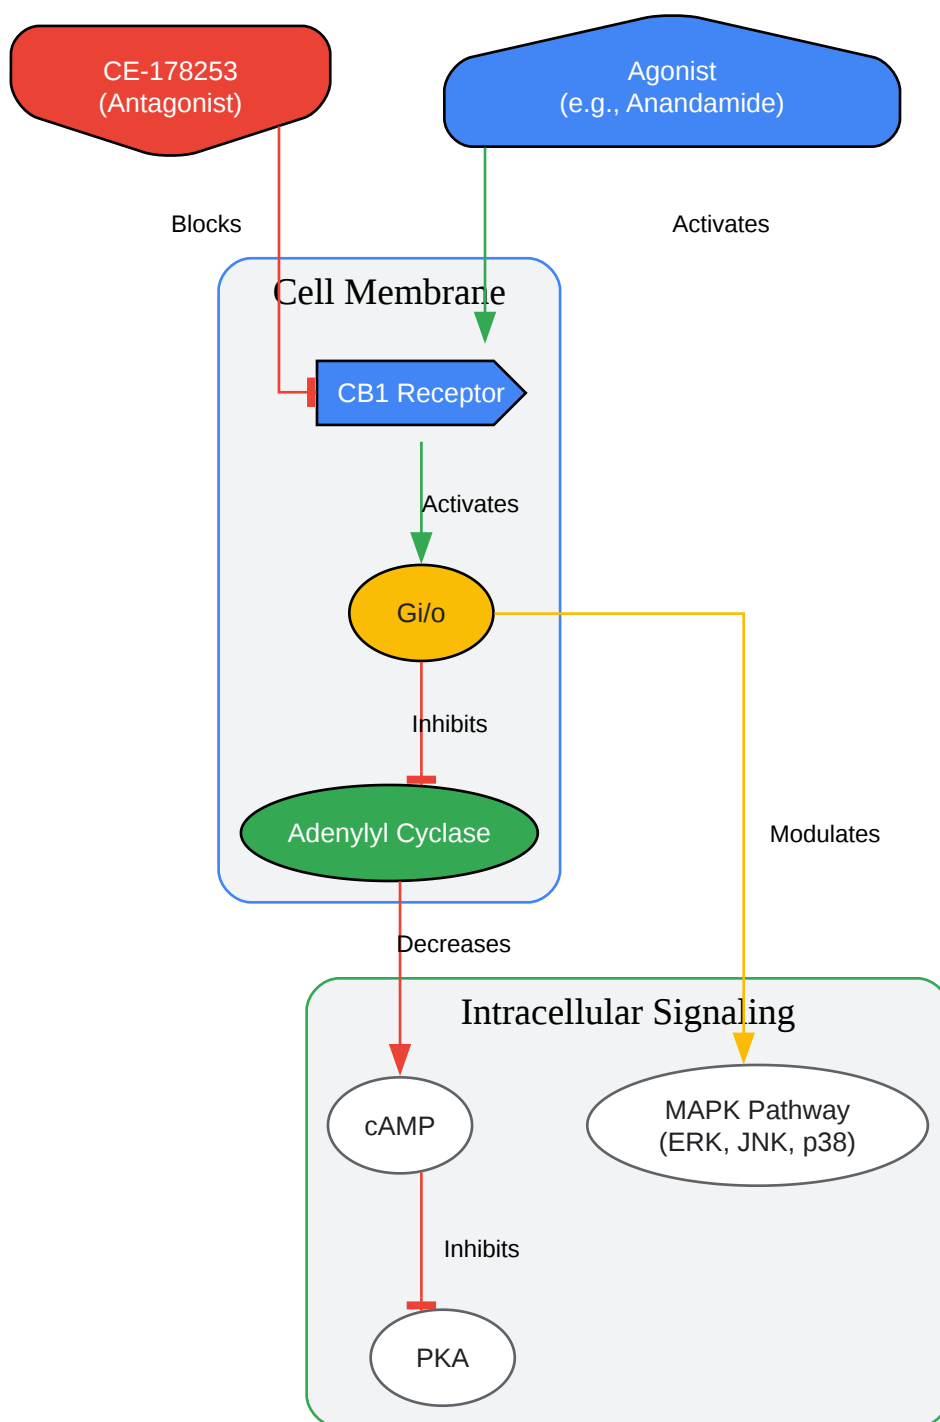 CE-178253
(Antagonist)
Agonist
(e.g., Anandamide)
Blocks
Activates
Cell Membrane
CB1 Receptor
Activates
Gi/o
Inhibits
Adenylyl Cyclase
Modulates
Decreases
Intracellular Signaling
cAMP
MAPK Pathway
(ERK, JNK, p38)
Inhibits
PKA